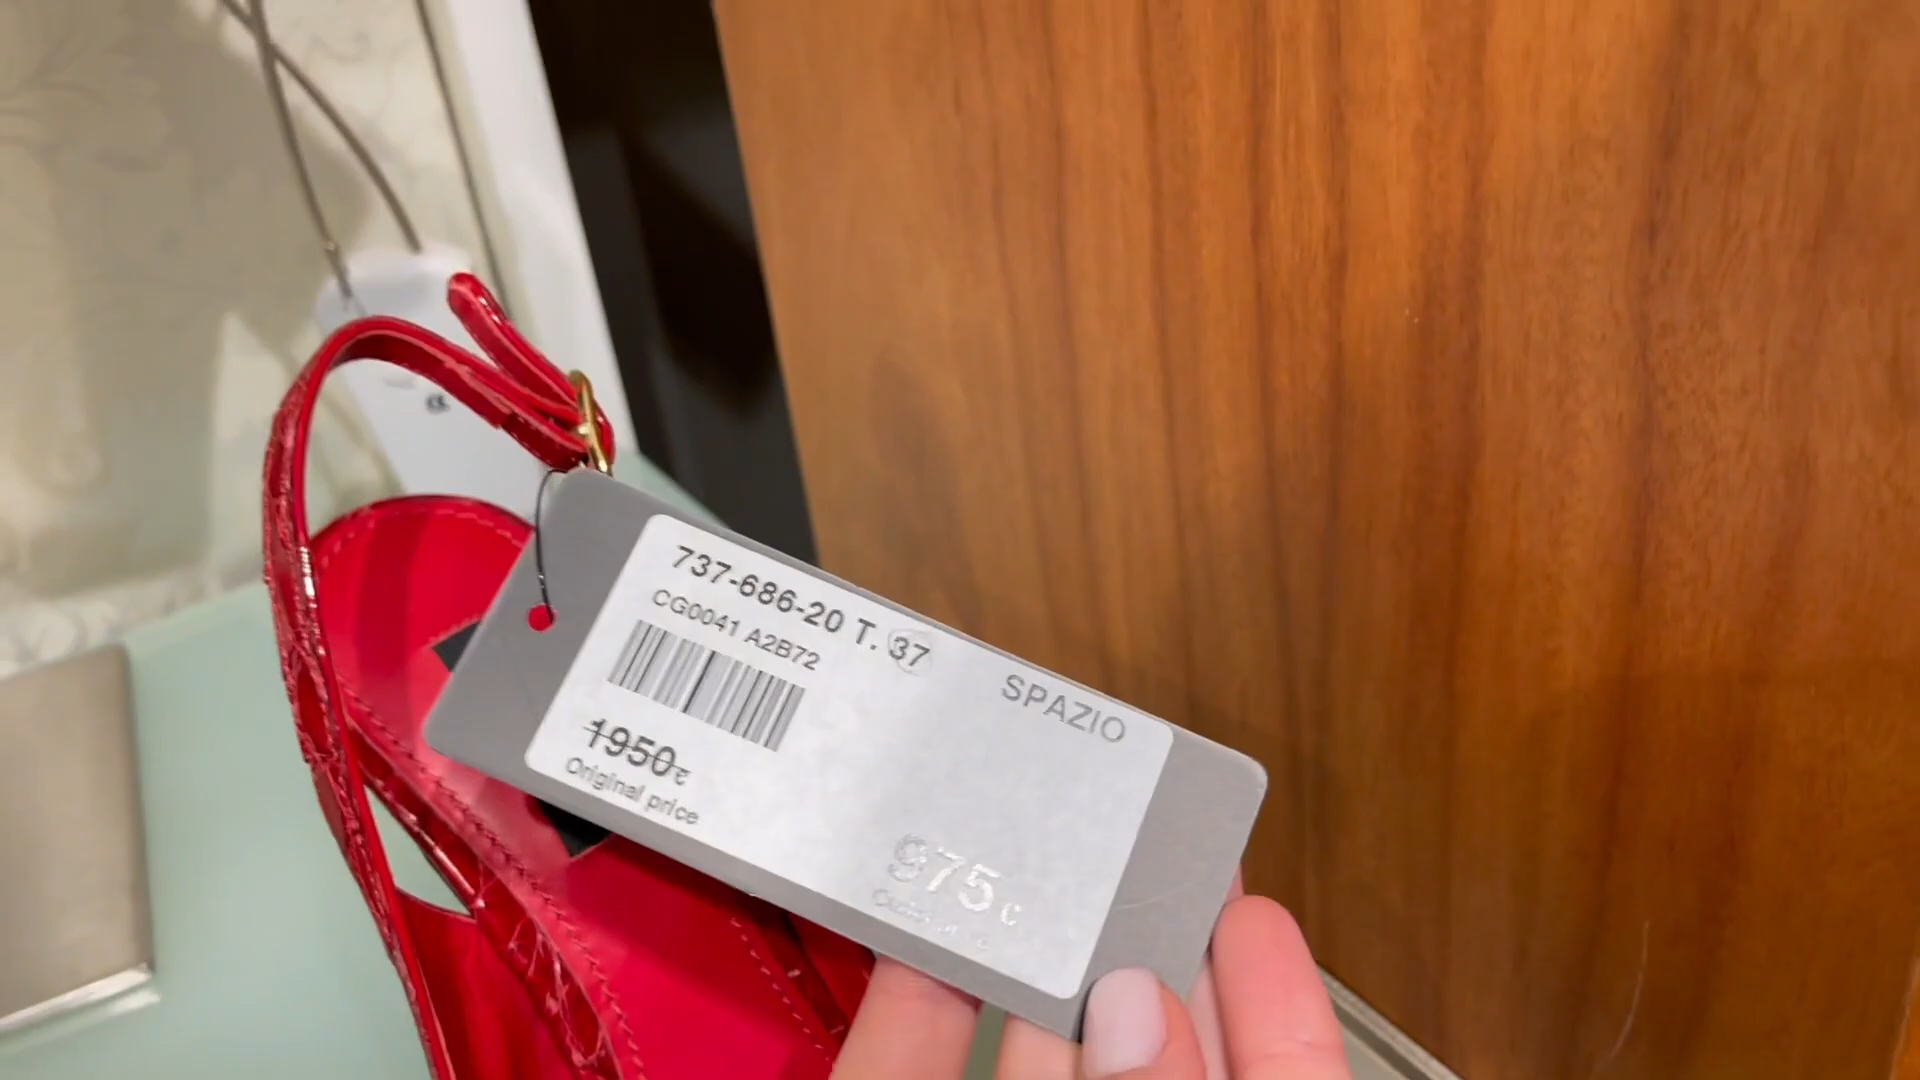 737-686-20 T. 37
CG0041 A2B72
SPAZIO
1950€
Original price
975 €